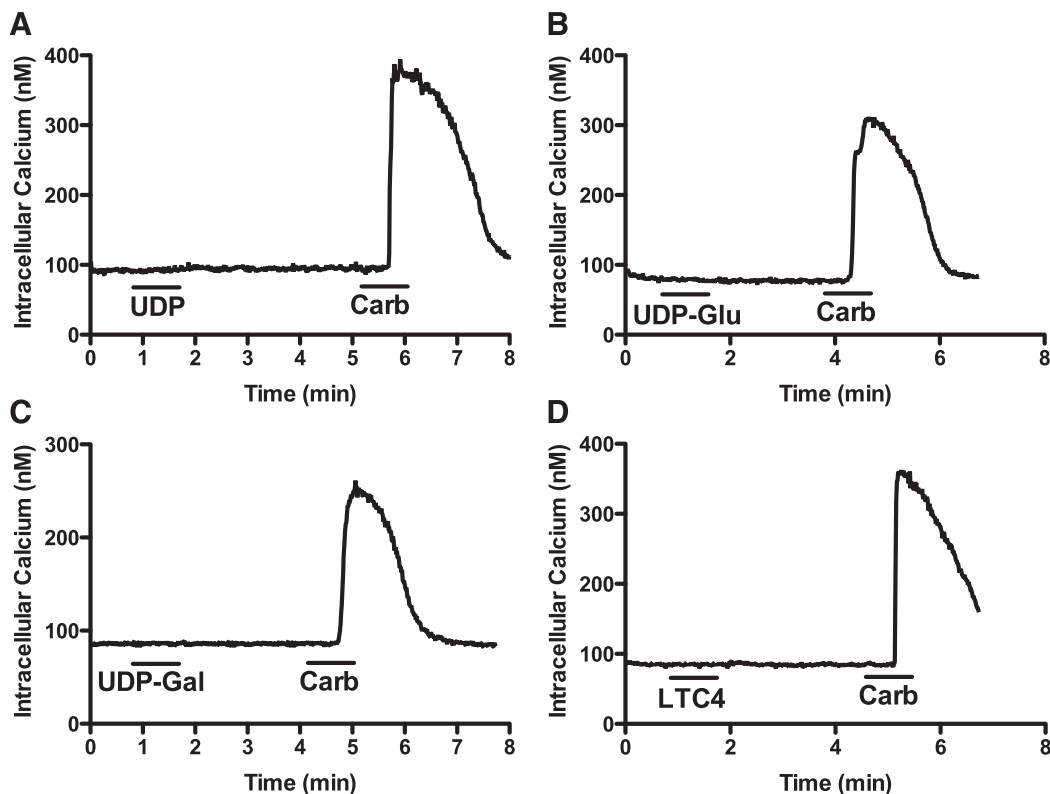 A
Intracellular Calcium (nM)
400
300
200
100
0
UDP
Carb
0 1 2 3 4 5 6 7 8
Time (min)
B
Intracellular Calcium (nM)
400
300
200
100
0
UDP-Glu
Carb
0 2 4 6 8
Time (min)
C
Intracellular Calcium (nM)
300
200
100
0
UDP-Gal
Carb
0 1 2 3 4 5 6 7 8
Time (min)
D
Intracellular Calcium (nM)
400
300
200
100
0
LTC4
Carb
0 2 4 6 8
Time (min)